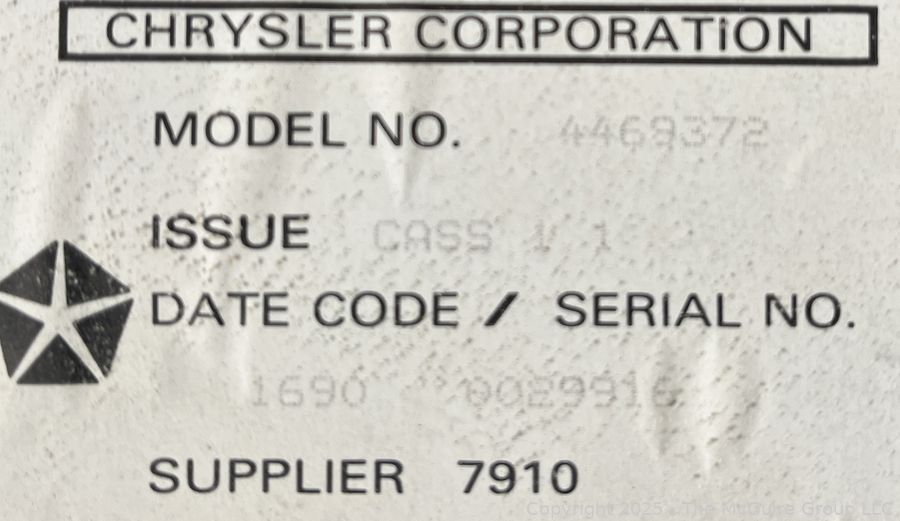 CHRYSLER CORPORATION
MODEL NO. 4469372
ISSUE CASS 1 1
DATE CODE / SERIAL NO.
1690 0029916
SUPPLIER 7910
Copyright 2025 - The McGuire Group LLC